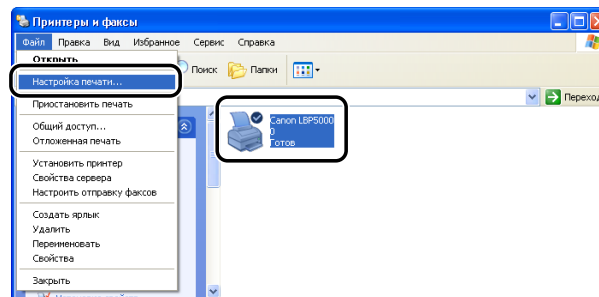 Принтеры и факсы
Файл Правка Вид Избранное Сервис Справка
Открыть
Настройка печати...
Приостановить печать
Общий доступ...
Отложенная печать
Установить принтер
Свойства сервера
Настроить отправку факсов
Создать ярлык
Удалить
Переименовать
Свойства
Закрыть
Поиск Папки
Переход
Canon LBP5000
0
Готов